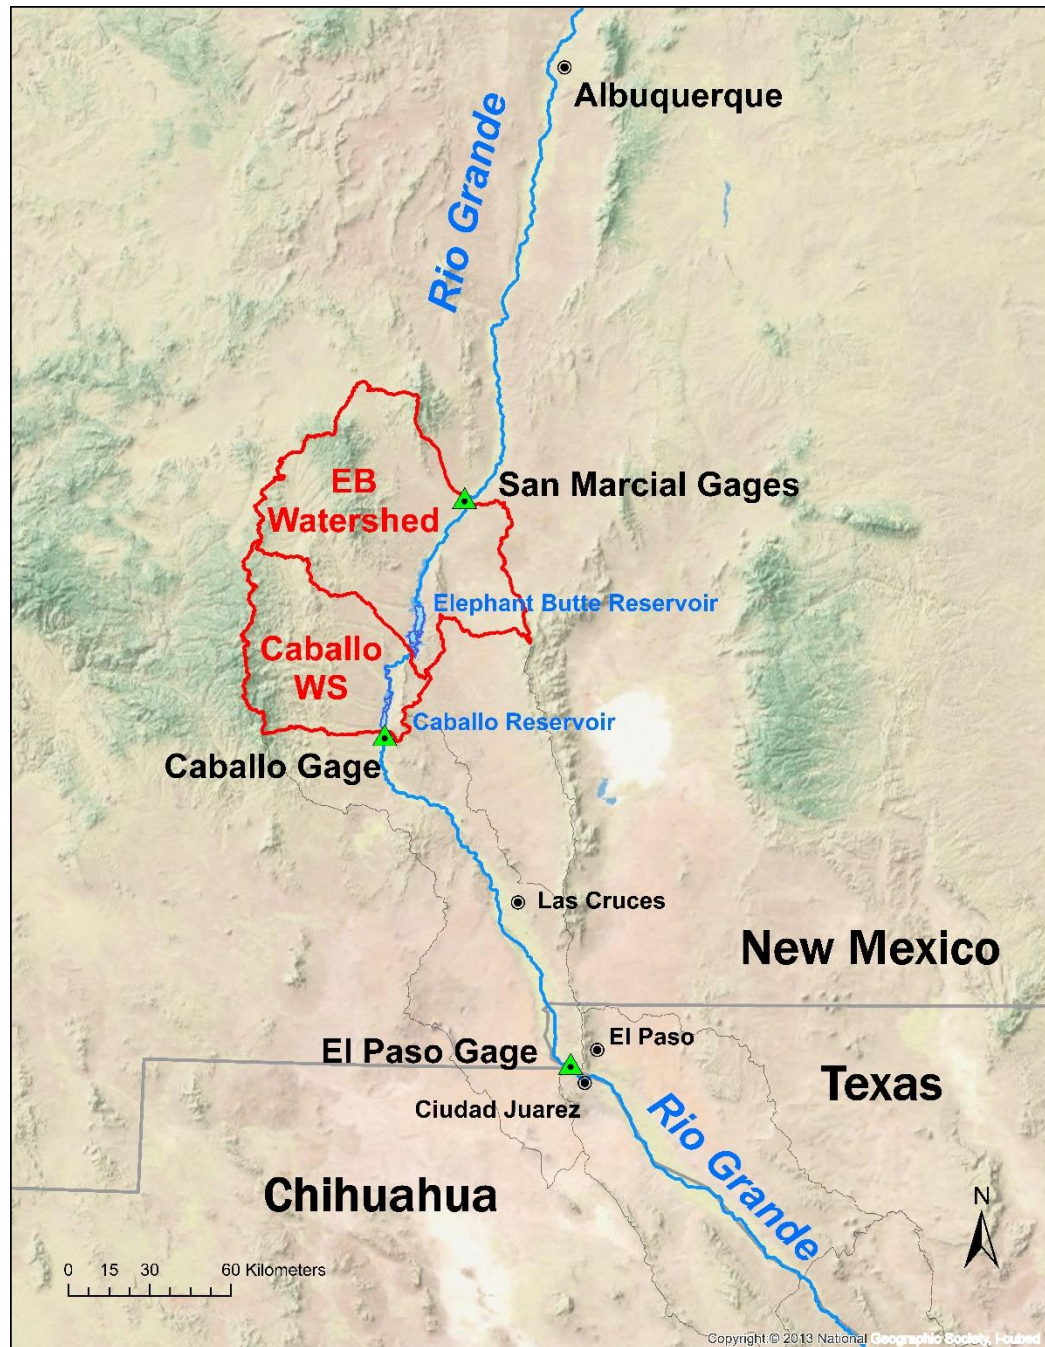 Albuquerque
Rio Grande
EB
Watershed
San Marcial Gages
Elephant Butte Reservoir
Caballo
WS
Caballo Reservoir
Caballo Gage
Las Cruces
New Mexico
El Paso
El Paso Gage
Texas
Ciudad Juarez
Rio Grande
Chihuahua
N
0 15 30 60 Kilometers
Copyright:© 2013 National Geographic Society, i-cubed